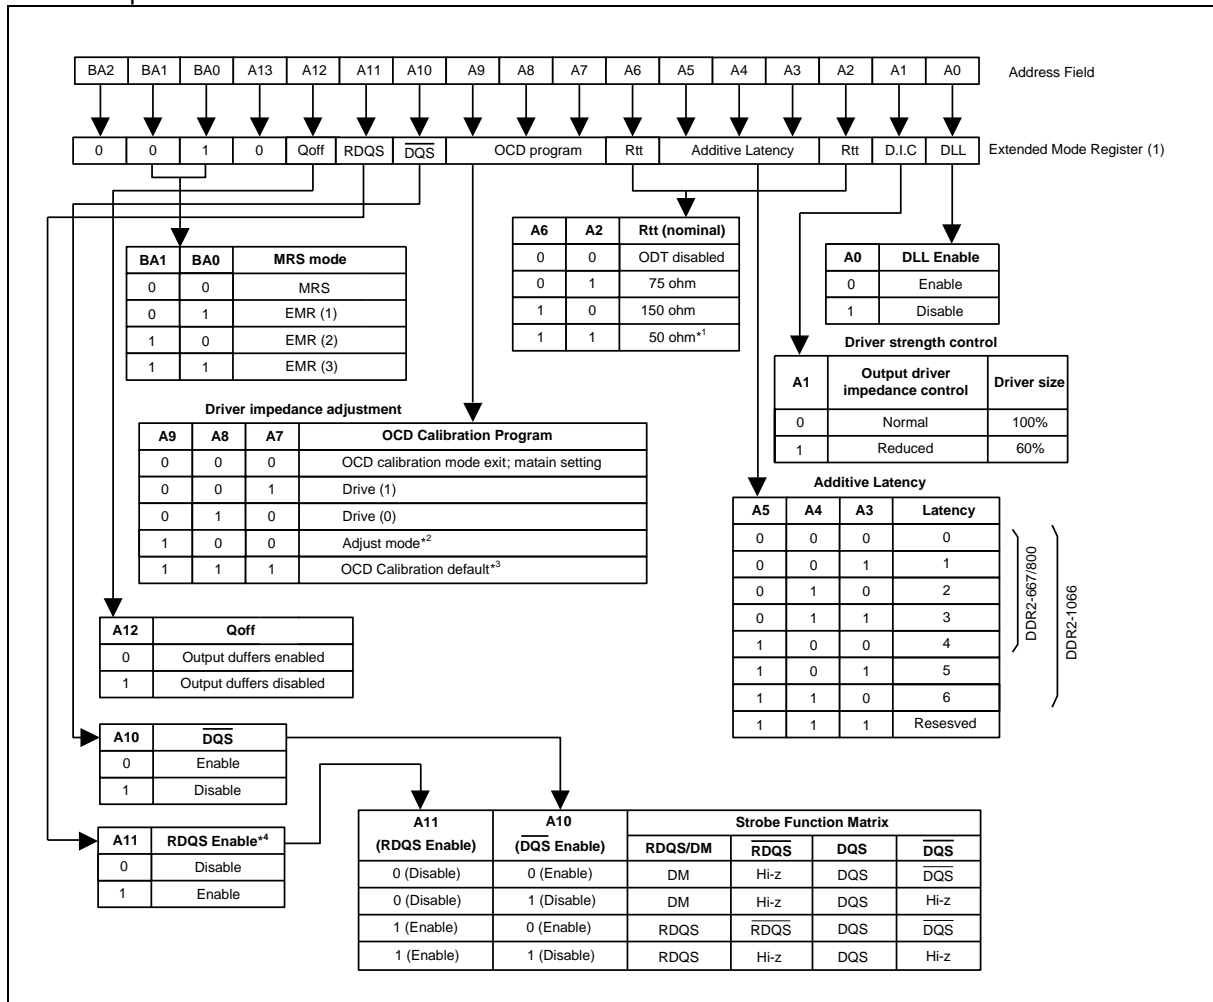 BA2 BA1 BA0 A13 A12 A11 A10 A9 A8 A7 A6 A5 A4 A3 A2 A1 A0 Address Field
0 0 1 0 Qoff RDQS DQS OCD program Rtt Additive Latency Rtt D.I.C DLL Extended Mode Register (1)
BA1 BA0 MRS mode
0 0 MRS
0 1 EMR (1)
1 0 EMR (2)
1 1 EMR (3)
A6 A2 Rtt (nominal)
0 0 ODT disabled
0 1 75 ohm
1 0 150 ohm
1 1 50 ohm*1
A0 DLL Enable
0 Enable
1 Disable
Driver strength control
A1 Output driver impedance control Driver size
0 Normal 100%
1 Reduced 60%
Driver impedance adjustment
A9 A8 A7 OCD Calibration Program
0 0 0 OCD calibration mode exit; matain setting
0 0 1 Drive (1)
0 1 0 Drive (0)
1 0 0 Adjust mode*2
1 1 1 OCD Calibration default*3
Additive Latency
A5 A4 A3 Latency
0 0 0 0
0 0 1 1
0 1 0 2
0 1 1 3
1 0 0 4
1 0 1 5
1 1 0 6
1 1 1 Resesved
DDR2-667/800
DDR2-1066
A12 Qoff
0 Output duffers enabled
1 Output duffers disabled
A10 DQS
0 Enable
1 Disable
A11 RDQS Enable*4
0 Disable
1 Enable
A11 (RDQS Enable) A10 (DQS Enable) Strobe Function Matrix
RDQS/DM RDQS DQS DQS
0 (Disable) 0 (Enable) DM Hi-z DQS DQS
0 (Disable) 1 (Disable) DM Hi-z DQS Hi-z
1 (Enable) 0 (Enable) RDQS RDQS DQS DQS
1 (Enable) 1 (Disable) RDQS Hi-z DQS Hi-z